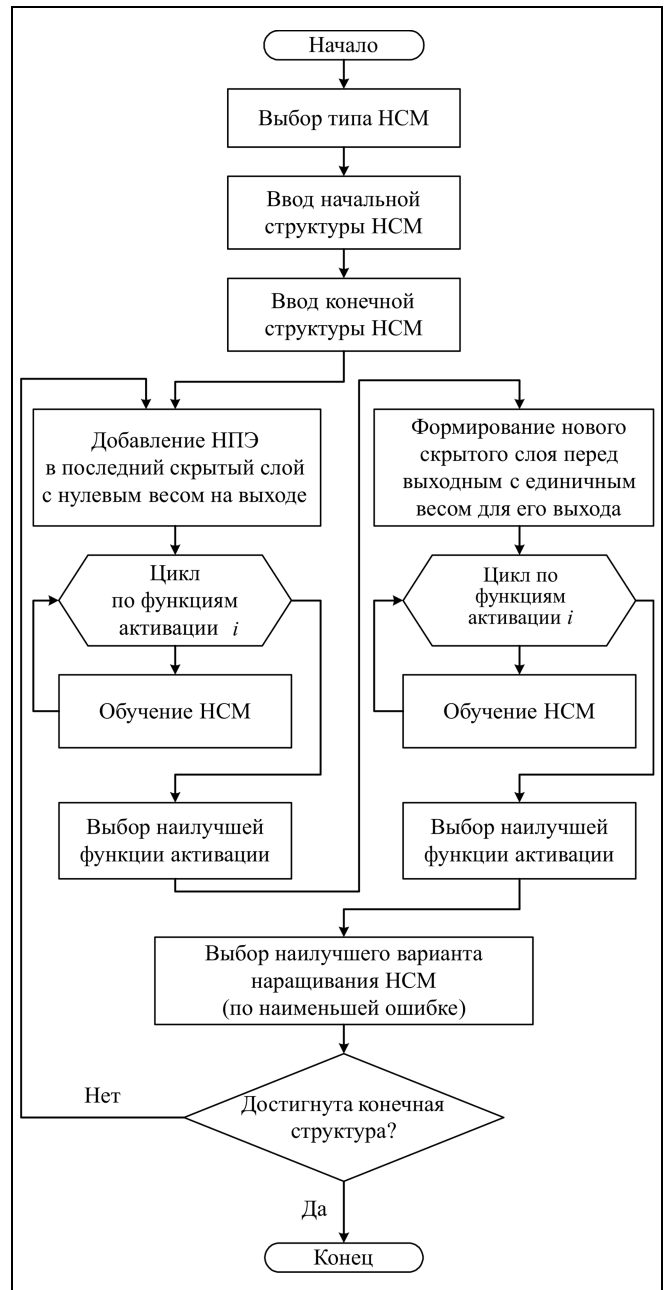 Начало
Выбор типа НСМ
Ввод начальной
структуры НСМ
Ввод конечной
структуры НСМ
Добавление НПЭ
в последний скрытый слой
с нулевым весом на выходе
Цикл
по функциям
активации i
Обучение НСМ
Выбор наилучшей
функции активации
Формирование нового
скрытого слоя перед
выходным с единичным
весом для его выхода
Цикл по
функциям
активации i
Обучение НСМ
Выбор наилучшей
функции активации
Выбор наилучшего варианта
наращивания НСМ
(по наименьшей ошибке)
Достигнута конечная
структура?
Нет
Да
Конец